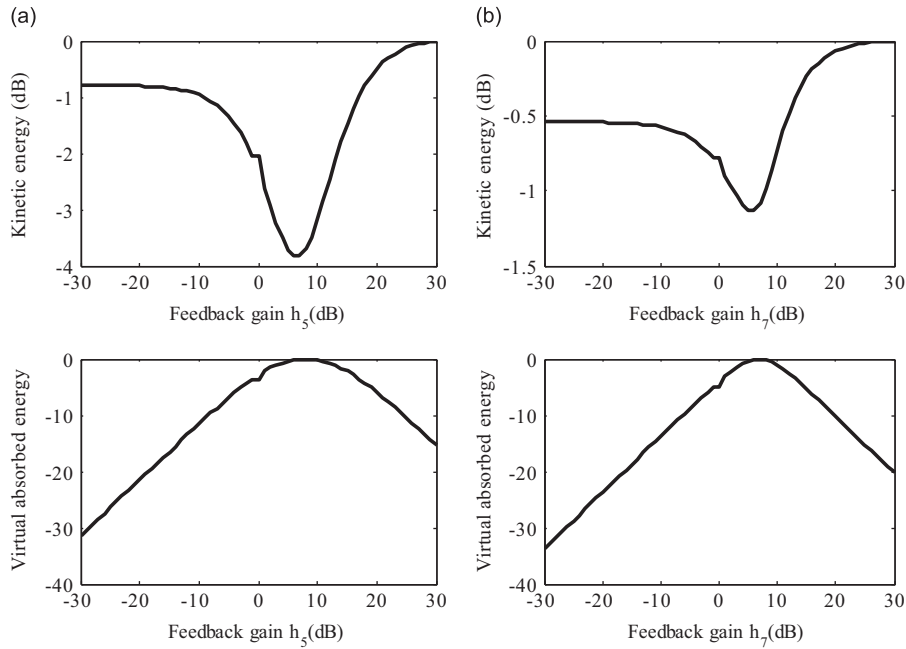 (a)
0
-1
-2
-3
-4
Kinetic energy (dB)
-30 -20 -10 0 10 20 30
Feedback gain h5(dB)
(b)
0
-0.5
-1
-1.5
Kinetic energy (dB)
-30 -20 -10 0 10 20 30
Feedback gain h7(dB)
0
-10
-20
-30
-40
Virtual absorbed energy
-30 -20 -10 0 10 20 30
Feedback gain h5(dB)
0
-10
-20
-30
-40
Virtual absorbed energy
-30 -20 -10 0 10 20 30
Feedback gain h7(dB)